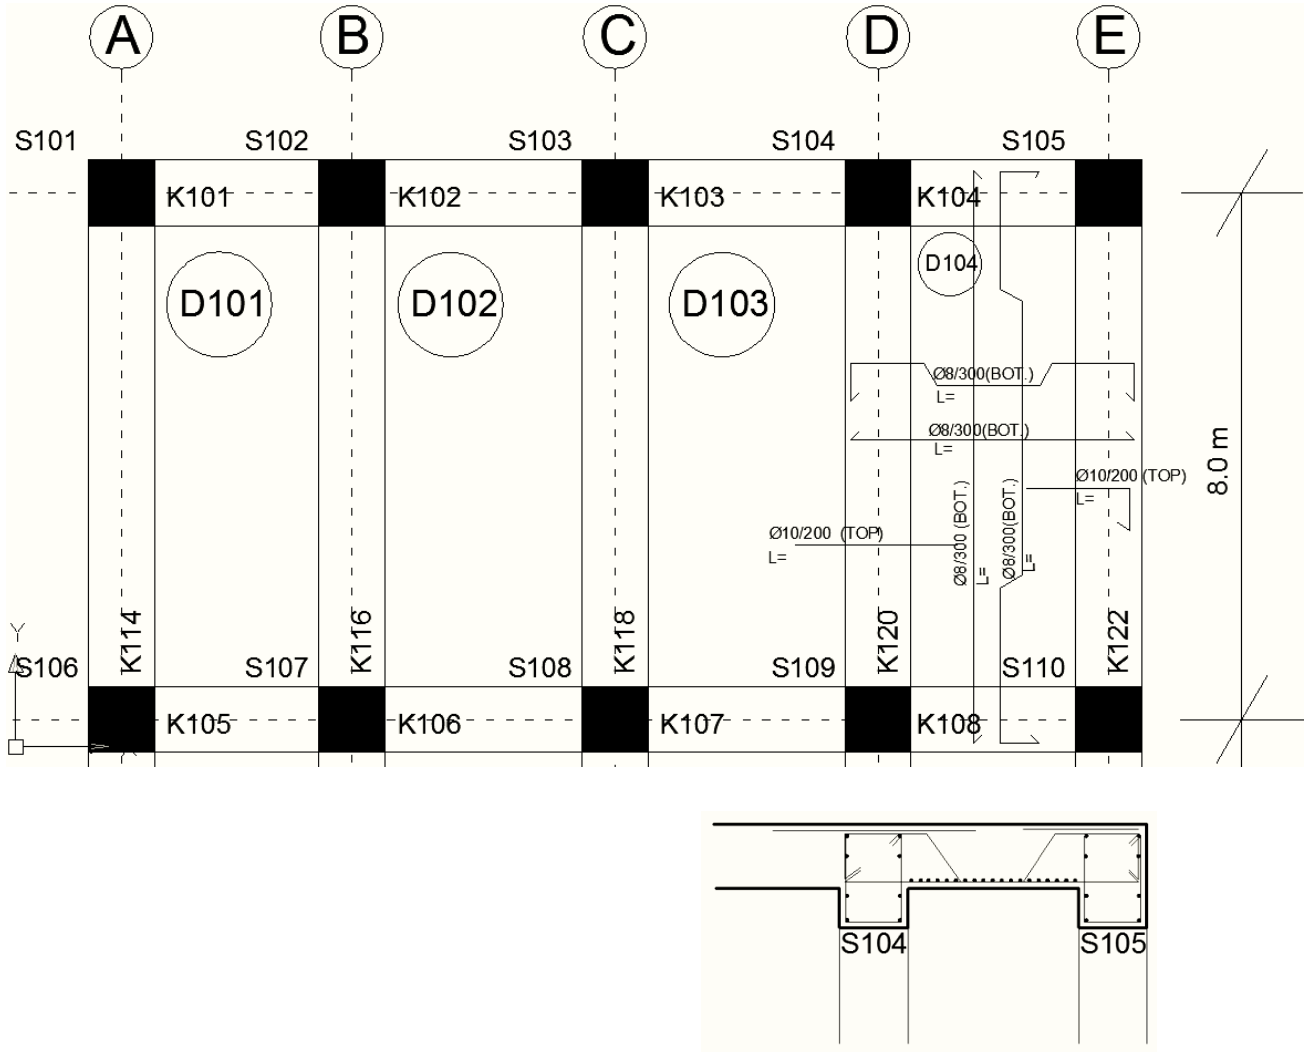 A B C D E
S101 S102 S103 S104 S105
K101 K102 K103 K104
D104
D101 D102 D103
Ø8/300(BOT.)
L=
Ø8/300(BOT.)
L=
Ø10/200 (TOP)
L=
Ø10/200 (TOP)
L=
Ø8/300 (BOT.)
L=
Ø8/300(BOT.)
L=
8.0 m
K114 K116 K118 K120 K122
Y
S106 S107 S108 S109 S110
K105 K106 K107 K108
X
S104 S105